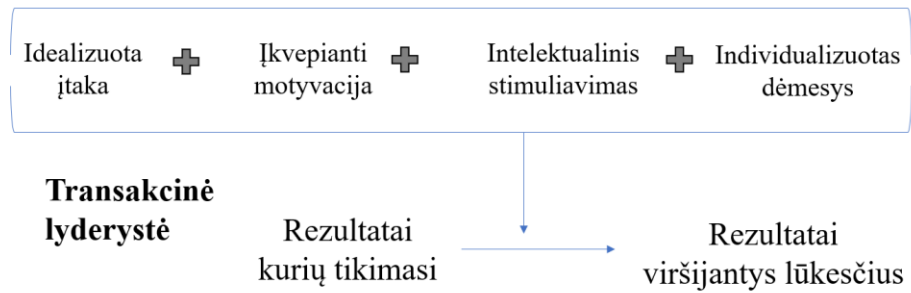 Idealizuota
įtaka
Įkvepianti
motyvacija
Intelektualinis
stimuliavimas
Individualizuotas
dėmesys
Transakcinė
lyderystė
Rezultatai
kurių tikimasi
Rezultatai
viršijantys lūkesčius